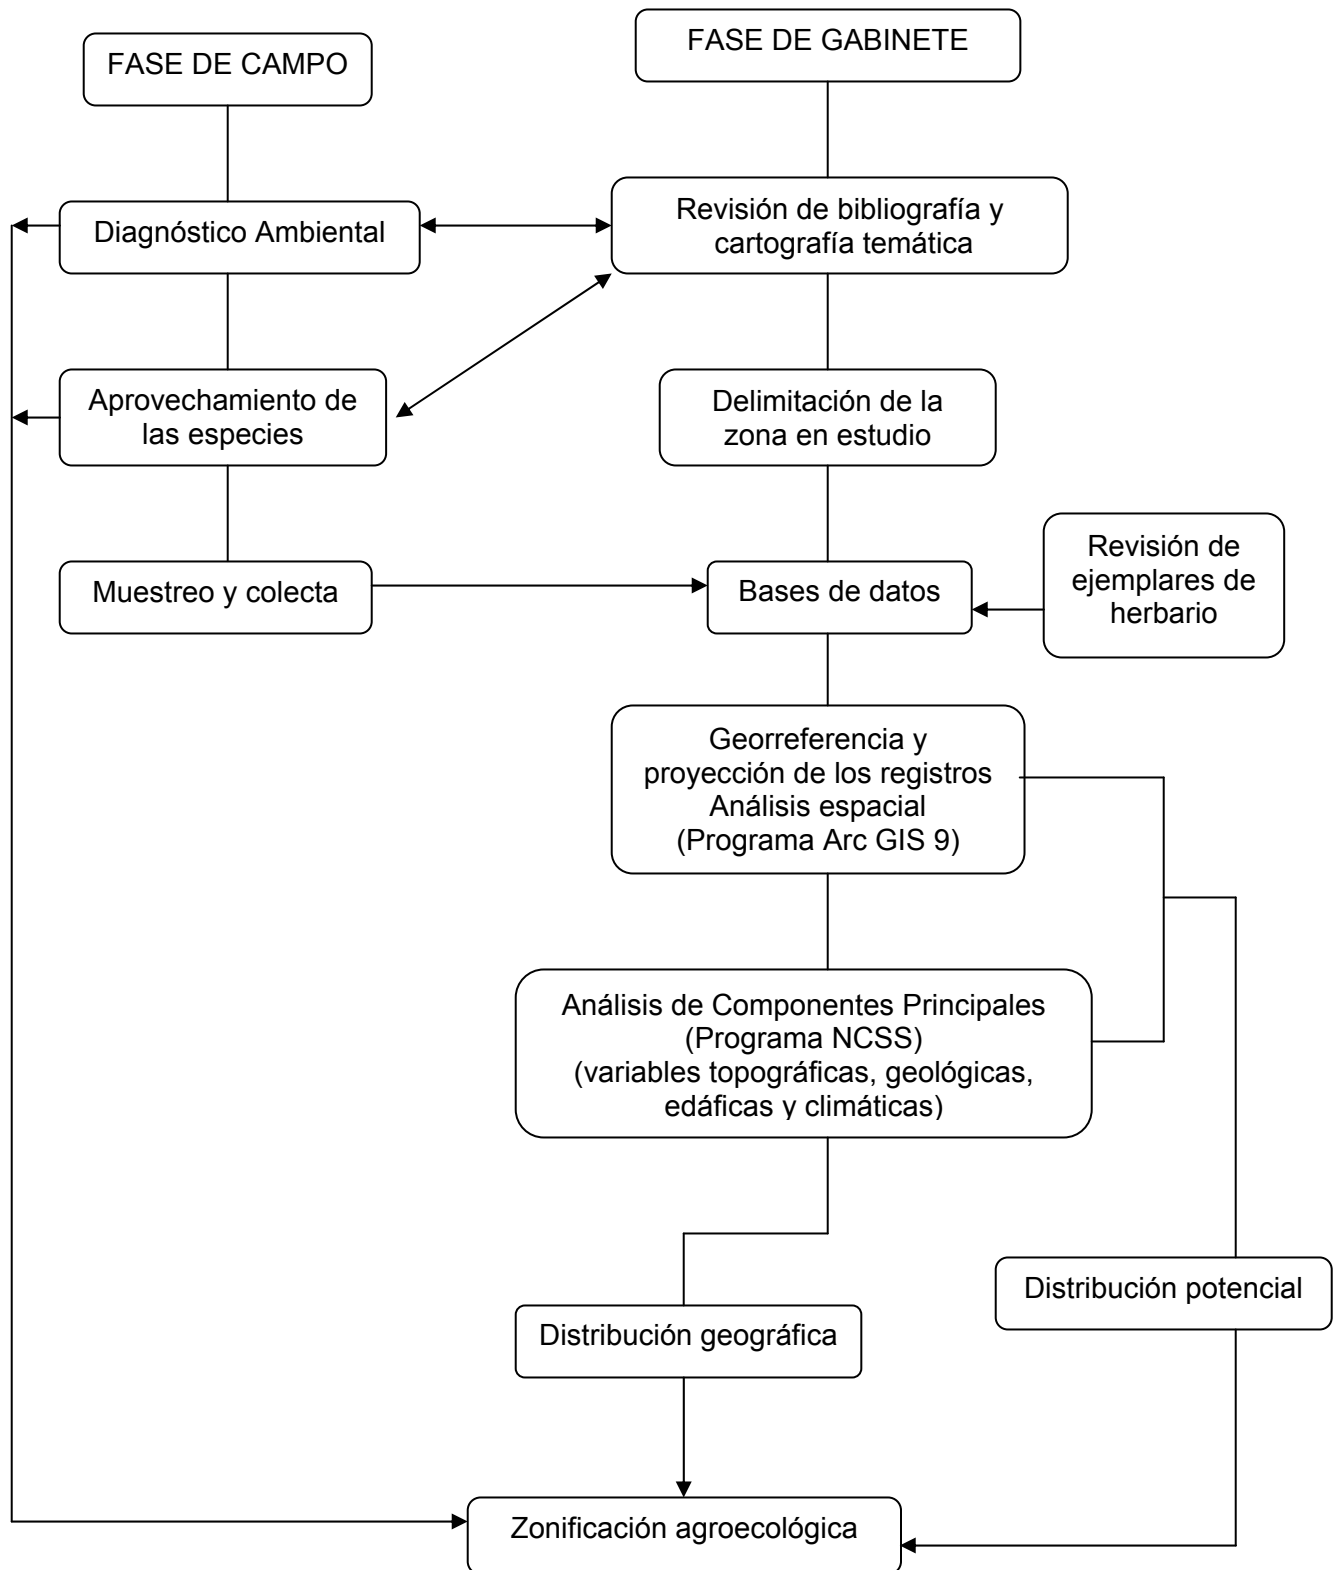 FASE DE CAMPO
FASE DE GABINETE
Diagnóstico Ambiental
Revisión de bibliografía y
cartografía temática
Aprovechamiento de
las especies
Delimitación de la
zona en estudio
Muestreo y colecta
Bases de datos
Revisión de
ejemplares de
herbario
Georreferencia y
proyección de los registros
Análisis espacial
(Programa Arc GIS 9)
Análisis de Componentes Principales
(Programa NCSS)
(variables topográficas, geológicas,
edáficas y climáticas)
Distribución potencial
Distribución geográfica
Zonificación agroecológica